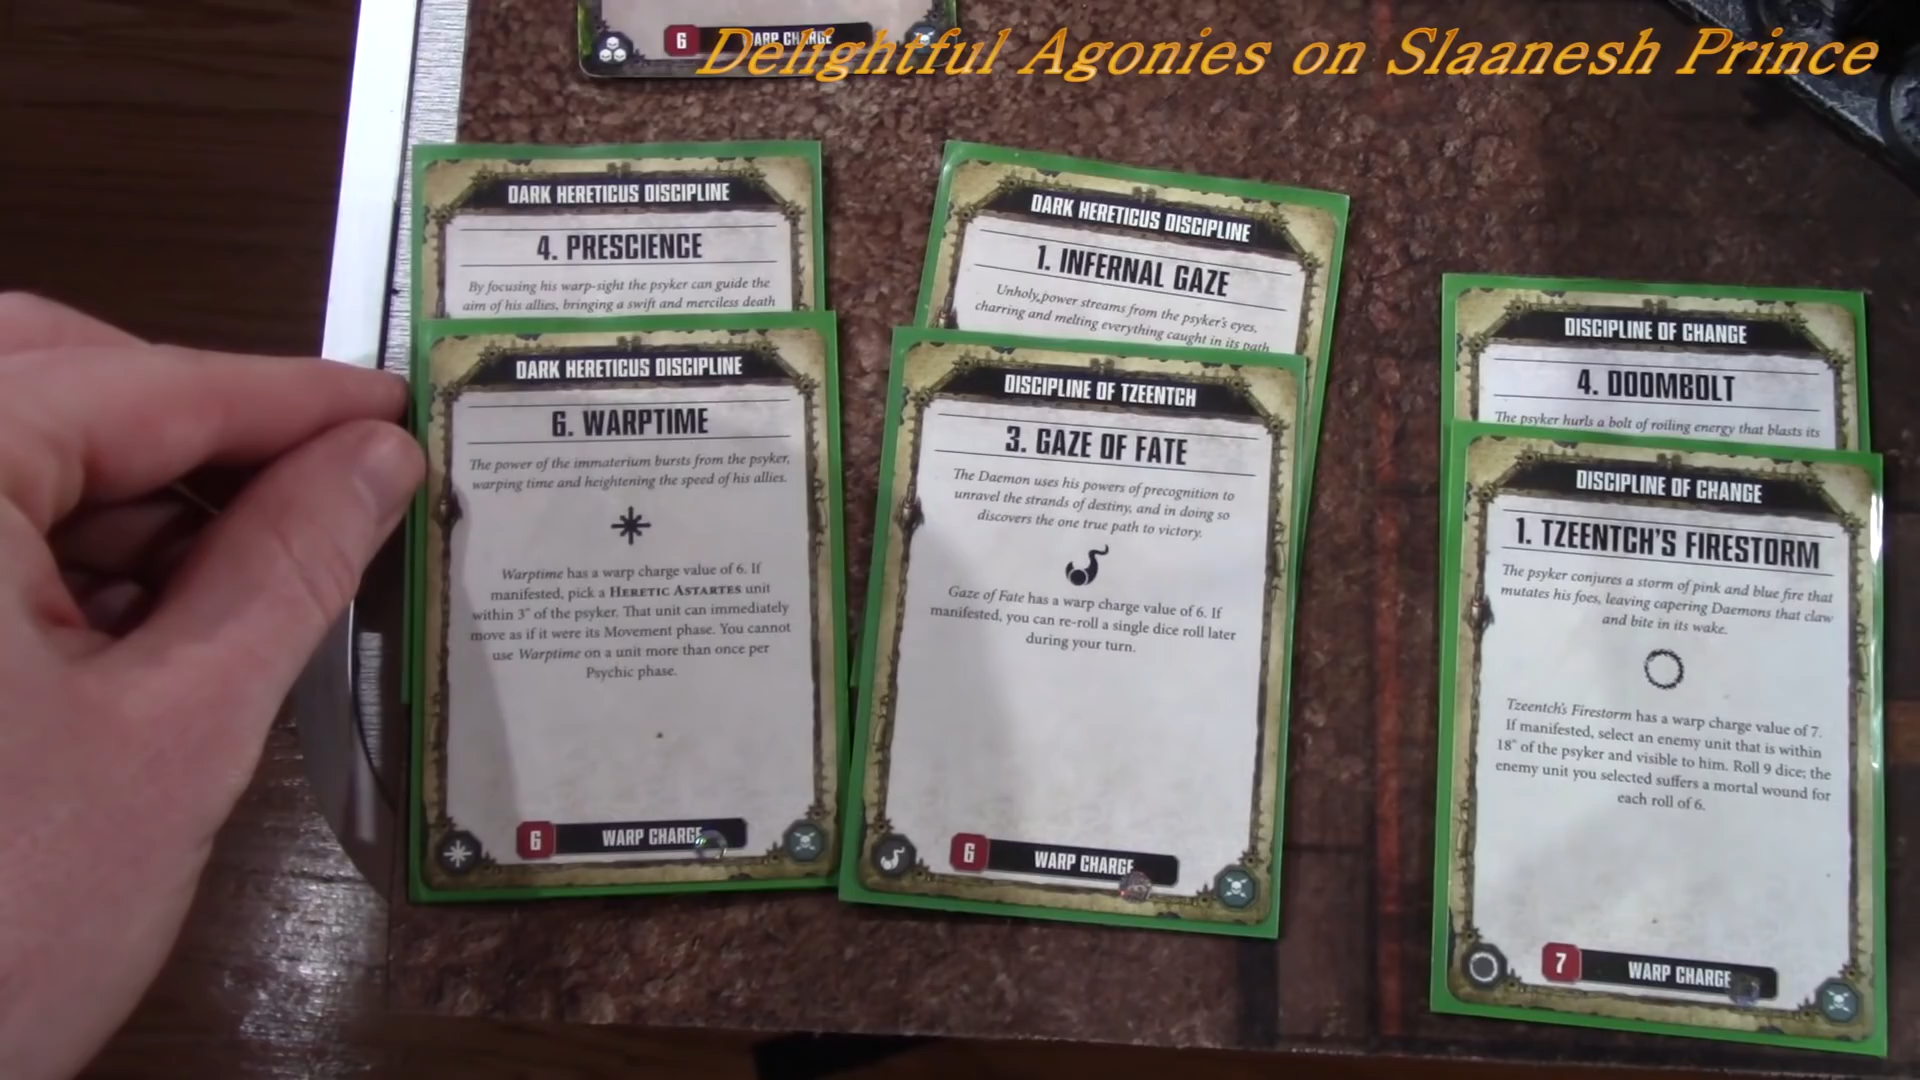 6 WARP CHARGE
Delightful Agonies on Slaanesh Prince
DARK HERETICUS DISCIPLINE
4. PRESCIENCE
By focusing his warp-sight the psyker can guide the
aim of his allies, bringing a swift and merciless death
DARK HERETICUS DISCIPLINE
6. WARPTIME
The power of the immaterium bursts from the psyker,
warping time and heightening the speed of his allies.
Warptime has a warp charge value of 6. If
manifested, pick a HERETIC ASTARTES unit
within 3" of the psyker. That unit can immediately
move as if it were its Movement phase. You cannot
use Warptime on a unit more than once per
Psychic phase.
6 WARP CHARGE
DARK HERETICUS DISCIPLINE
1. INFERNAL GAZE
Unholy power streams from the psyker's eyes,
charring and melting everything caught in its path
DISCIPLINE OF TZEENTCH
3. GAZE OF FATE
The Daemon uses his powers of precognition to
unravel the strands of destiny, and in doing so
discovers the one true path to victory.
Gaze of Fate has a warp charge value of 6. If
manifested, you can re-roll a single dice roll later
during your turn.
6 WARP CHARGE
DISCIPLINE OF CHANGE
4. DOOMBOLT
The psyker hurls a bolt of roiling energy that blasts its
DISCIPLINE OF CHANGE
1. TZEENTCH'S FIRESTORM
The psyker conjures a storm of pink and blue fire that
mutates his foes, leaving capering Daemons that claw
and bite in its wake.
Tzeentch's Firestorm has a warp charge value of 7.
If manifested, select an enemy unit that is within
18" of the psyker and visible to him. Roll 9 dice; the
enemy unit you selected suffers a mortal wound for
each roll of 6.
7 WARP CHARGE